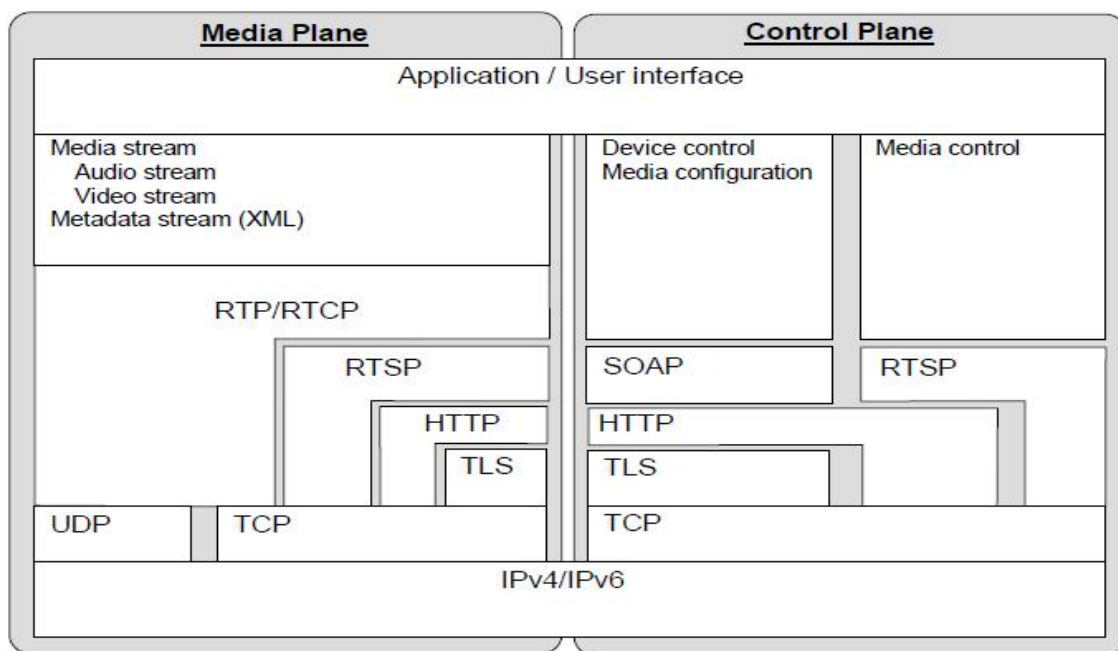 Media Plane
Control Plane
Application / User interface
Media stream
Audio stream
Video stream
Metadata stream (XML)
Device control
Media configuration
Media control
RTP/RTCP
RTSP
HTTP
TLS
SOAP
RTSP
HTTP
TLS
UDP
TCP
TCP
IPv4/IPv6